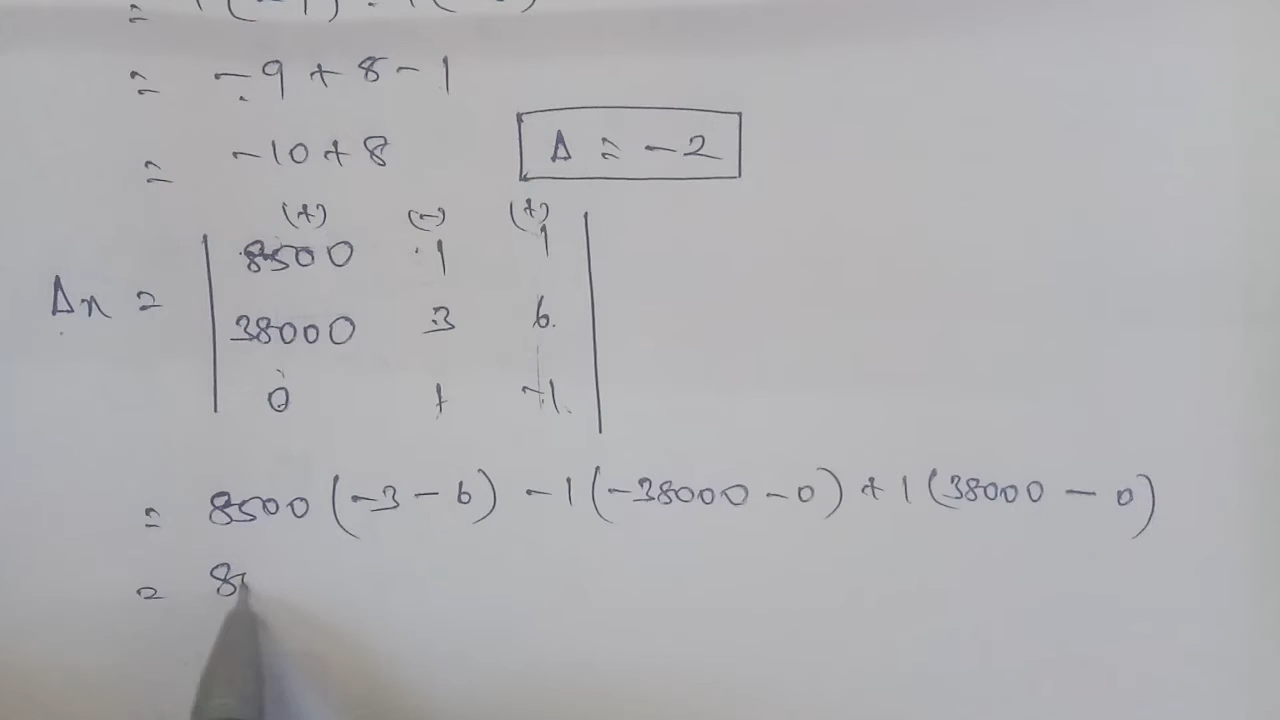 = -9 + 8 - 1
= -10 + 8
Δ = -2
(+) (-) (+)
8500 1 1
Δx = 38000 3 6
0 1 -1
= 8500 (-3 - 6) - 1 (-38000 - 0) + 1 (38000 - 0)
= 8